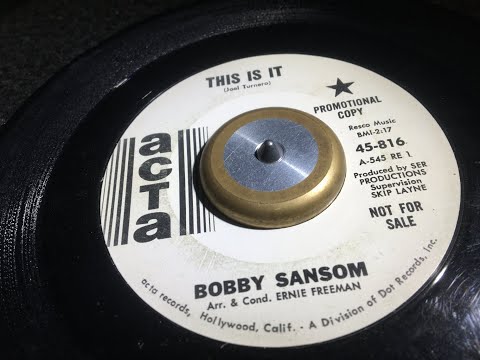 THIS IS IT
(Joel Turnero)
PROMOTIONAL
COPY
Resco Music
BMI-2:17
45-816
A-545 RE 1
Produced by SER
PRODUCTIONS
Supervision
SKIP LAYNE
NOT FOR
SALE
acta
BOBBY SANSOM
Arr. & Cond. ERNIE FREEMAN
acta records, Hollywood, Calif. - A Division of Dot Records, Inc.